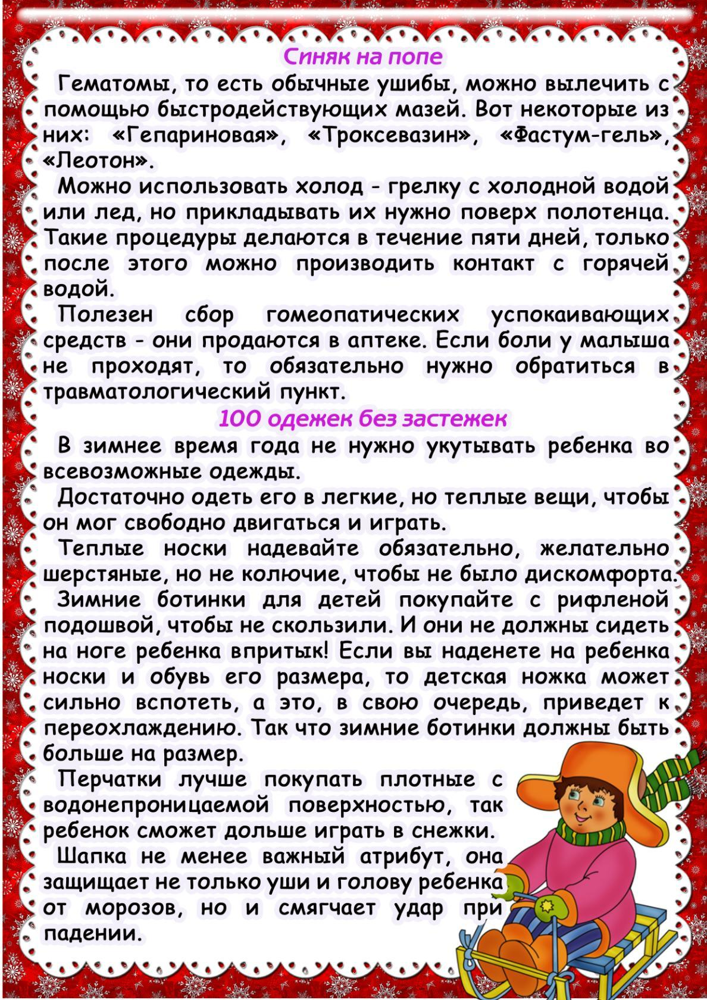 Синяк на попе
Гематомы, то есть обычные ушибы, можно вылечить с
помощью быстродействующих мазей. Вот некоторые из
них: «Гепариновая», «Троксевазин», «Фастум-гель»,
«Леотон».
Можно использовать холод - грелку с холодной водой
или лед, но прикладывать их нужно поверх полотенца.
Такие процедуры делаются в течение пяти дней, только
после этого можно производить контакт с горячей
водой.
Полезен сбор гомеопатических успокаивающих
средств - они продаются в аптеке. Если боли у малыша
не проходят, то обязательно нужно обратиться в
травматологический пункт.
100 одежек без застежек
В зимнее время года не нужно укутывать ребенка во
всевозможные одежды.
Достаточно одеть его в легкие, но теплые вещи, чтобы
он мог свободно двигаться и играть.
Теплые носки надевайте обязательно, желательно
шерстяные, но не колючие, чтобы не было дискомфорта.
Зимние ботинки для детей покупайте с рифленой
подошвой, чтобы не скользили. И они не должны сидеть
на ноге ребенка впритык! Если вы наденете на ребенка
носки и обувь его размера, то детская ножка может
сильно вспотеть, а это, в свою очередь, приведет к
переохлаждению. Так что зимние ботинки должны быть
больше на размер.
Перчатки лучше покупать плотные с
водонепроницаемой поверхностью, так
ребенок сможет дольше играть в снежки.
Шапка не менее важный атрибут, она
защищает не только уши и голову ребенка
от морозов, но и смягчает удар при
падении.